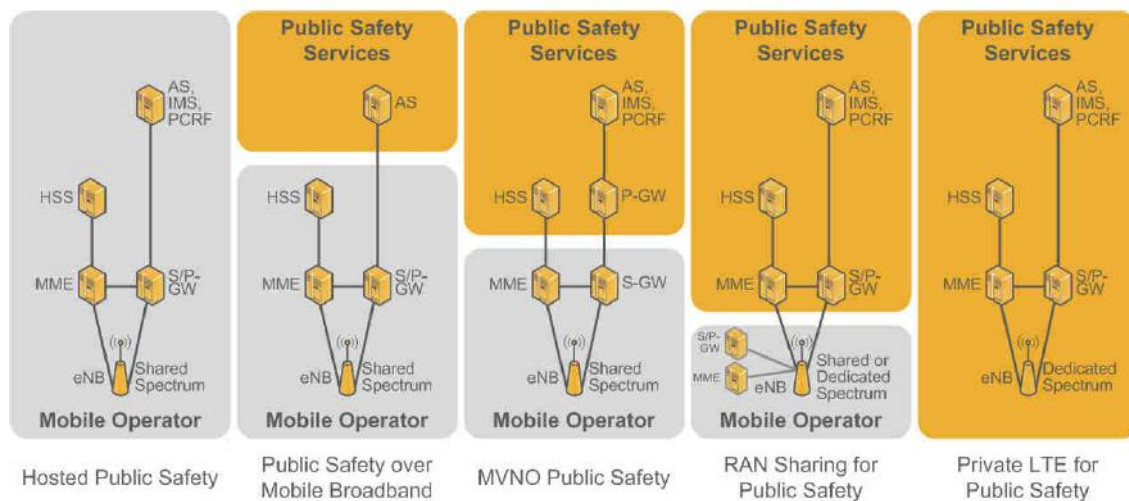 Public Safety
Services
Public Safety
Services
Public Safety
Services
Public Safety
Services
AS,
IMS,
PCRF
HSS
MME
S/P-
GW
eNB
Shared
Spectrum
Mobile Operator
Hosted Public Safety
AS
HSS
MME
S/P-
GW
eNB
Shared
Spectrum
Mobile Operator
Public Safety over
Mobile Broadband
AS,
IMS,
PCRF
HSS
P-GW
MME
S-GW
eNB
Shared
Spectrum
Mobile Operator
MVNO Public Safety
AS,
IMS,
PCRF
HSS
MME
S/P-
GW
S/P-
GW
MME
eNB
Shared or
Dedicated
Spectrum
Mobile Operator
RAN Sharing for
Public Safety
AS,
IMS,
PCRF
HSS
MME
S/P-
GW
eNB
Dedicated
Spectrum
Private LTE for
Public Safety